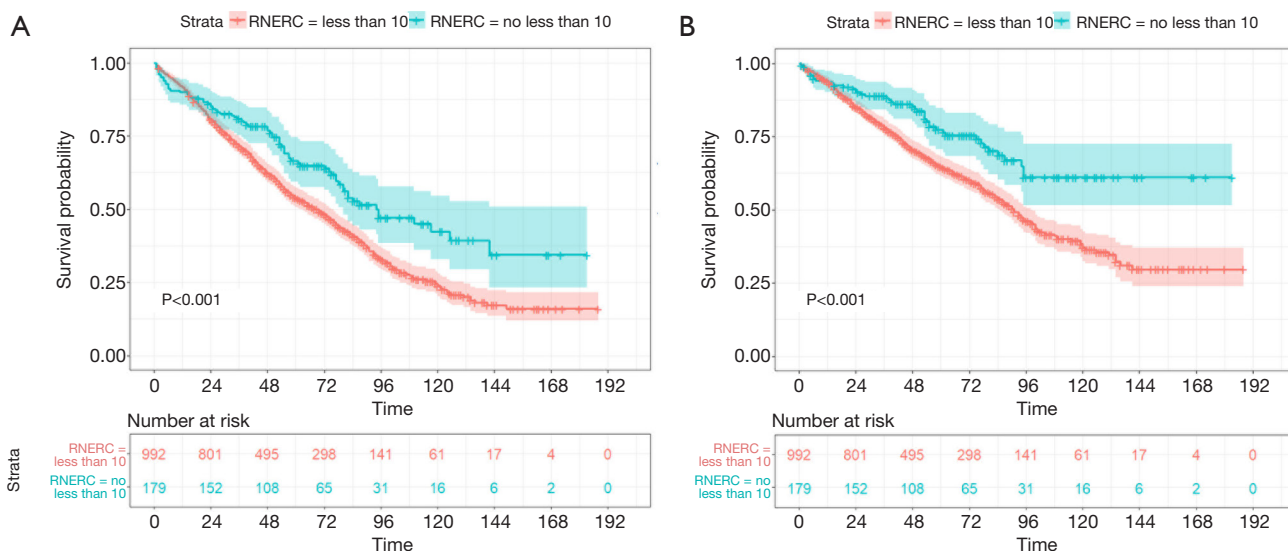 A
Strata RNERC = less than 10 RNERC = no less than 10
Survival probability
1.00
0.75
0.50
0.25
0.00
P<0.001
0 24 48 72 96 120 144 168 192
Time
Number at risk
Strata
RNERC =
less than 10
992 801 495 298 141 61 17 4 0
RNERC = no
less than 10
179 152 108 65 31 16 6 2 0
0 24 48 72 96 120 144 168 192
Time
B
Strata RNERC = less than 10 RNERC = no less than 10
Survival probability
1.00
0.75
0.50
0.25
0.00
P<0.001
0 24 48 72 96 120 144 168 192
Time
Number at risk
RNERC =
less than 10
992 801 495 298 141 61 17 4 0
RNERC = no
less than 10
179 152 108 65 31 16 6 2 0
0 24 48 72 96 120 144 168 192
Time